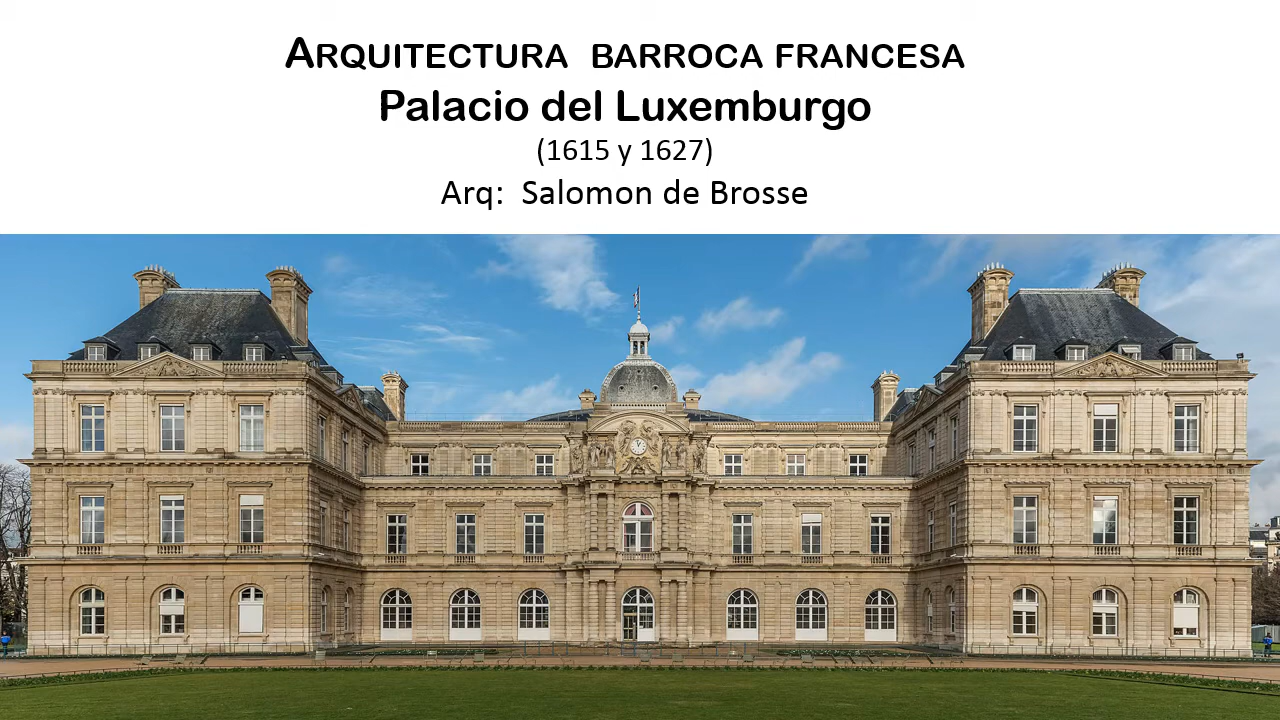 ARQUITECTURA BARROCA FRANCESA
Palacio del Luxemburgo
(1615 y 1627)
Arq: Salomon de Brosse